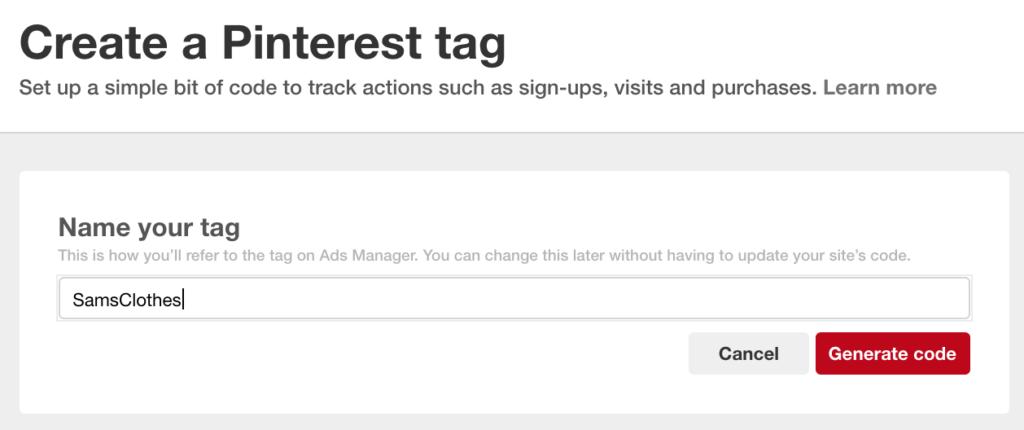 Create a Pinterest tag
Set up a simple bit of code to track actions such as sign-ups, visits and purchases. Learn more
Name your tag
This is how you'll refer to the tag on Ads Manager. You can change this later without having to update your site's code.
SamsClothes
Cancel Generate code